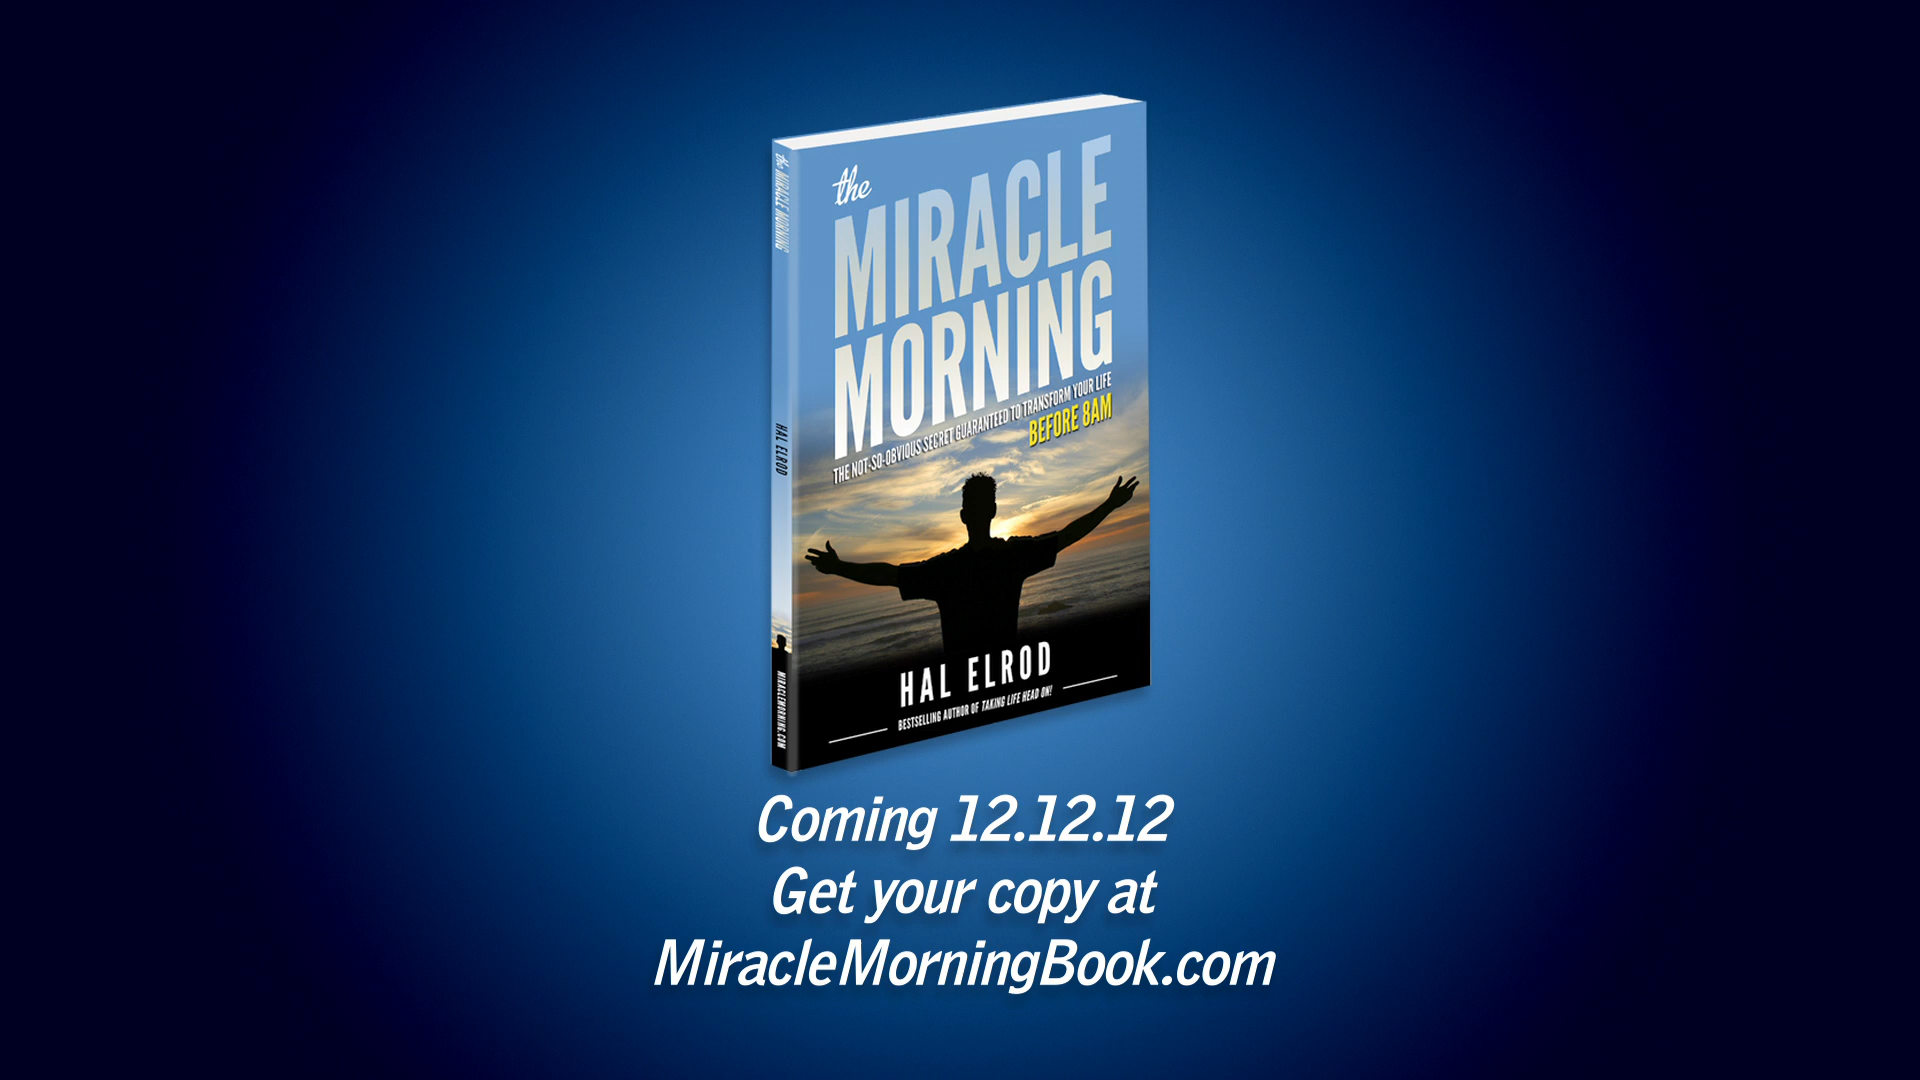 the
MIRACLE
MORNING
THE NOT-SO-OBVIOUS SECRET GUARANTEED TO TRANSFORM YOUR LIFE
BEFORE 8AM
HAL ELROD
BESTSELLING AUTHOR OF TAKING LIFE HEAD ON!
the MIRACLE MORNING
HAL ELROD
MIRACLEMORNING.COM
Coming 12.12.12
Get your copy at
MiracleMorningBook.com